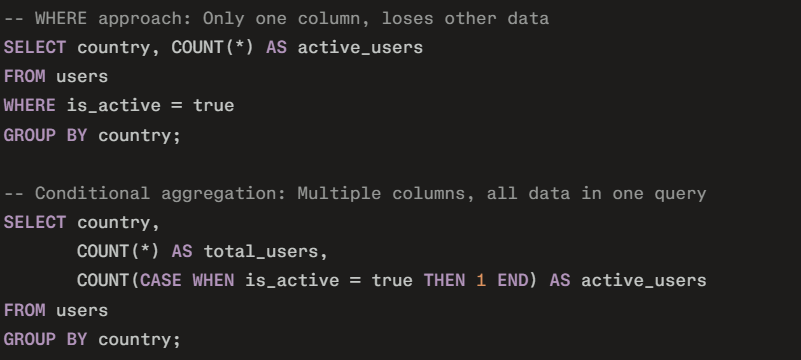 -- WHERE approach: Only one column, loses other data
SELECT country, COUNT(*) AS active_users
FROM users
WHERE is_active = true
GROUP BY country;

-- Conditional aggregation: Multiple columns, all data in one query
SELECT country,
       COUNT(*) AS total_users,
       COUNT(CASE WHEN is_active = true THEN 1 END) AS active_users
FROM users
GROUP BY country;